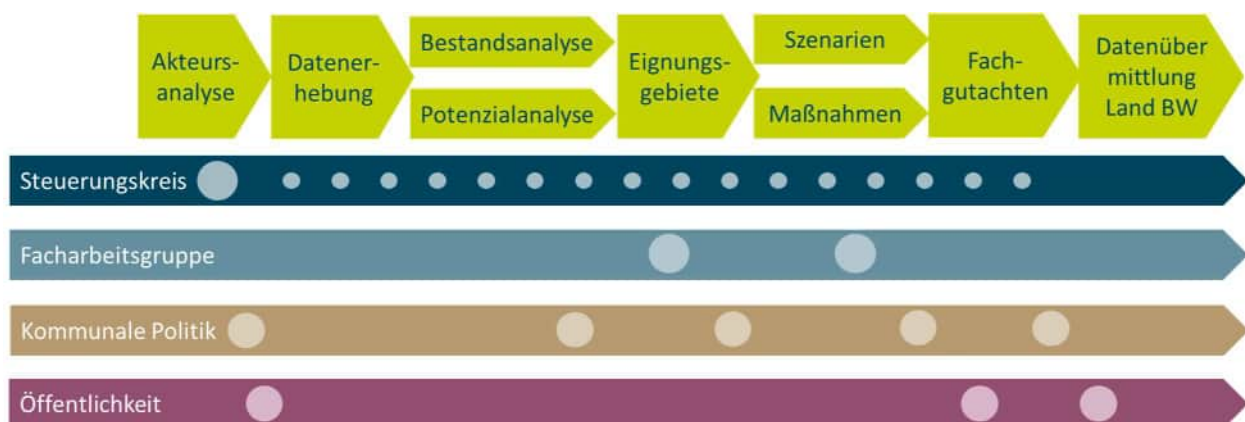 Akteurs-
analyse
Datener-
hebung
Bestandsanalyse
Potenzialanalyse
Eignungs-
gebiete
Szenarien
Maßnahmen
Fach-
gutachten
Datenüber
mittlung
Land BW
Steuerungskreis
Facharbeitsgruppe
Kommunale Politik
Öffentlichkeit